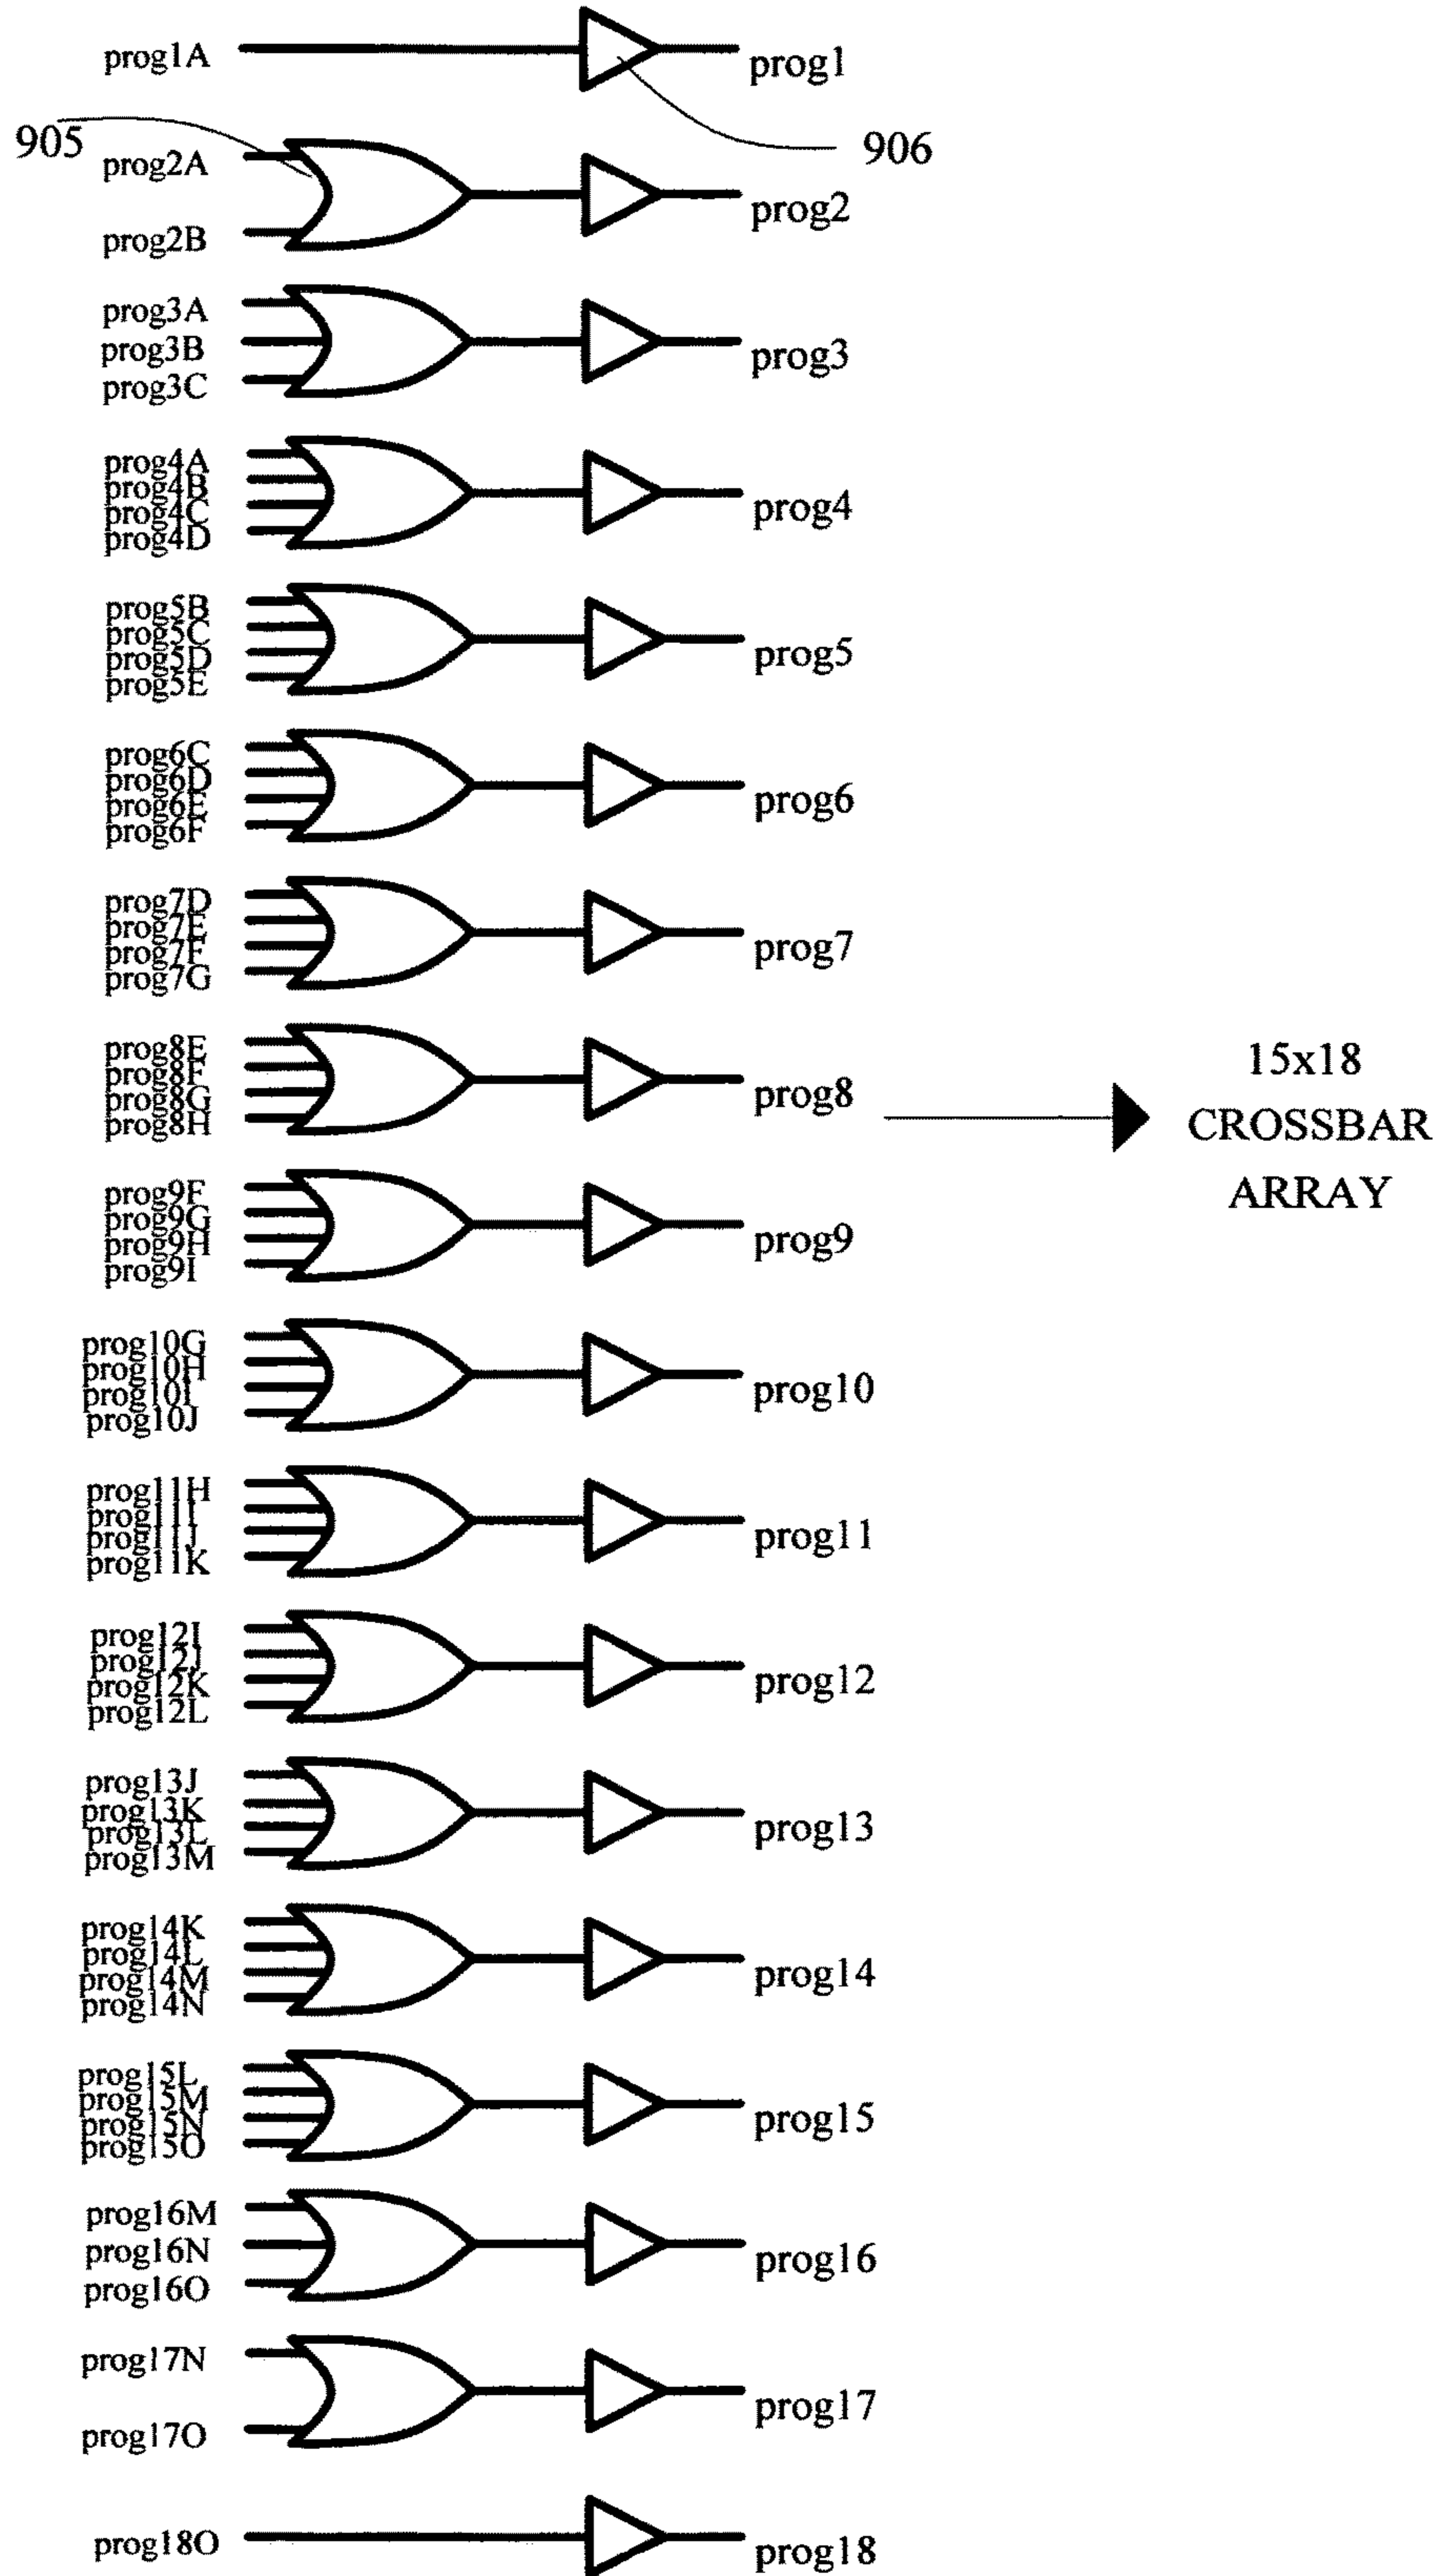 prog1A
prog1
905
906
prog2A
prog2B
prog2
prog3A
prog3B
prog3C
prog3
prog4A
prog4B
prog4C
prog4D
prog4
prog5B
prog5C
prog5D
prog5E
prog5
prog6C
prog6D
prog6E
prog6F
prog6
prog7D
prog7E
prog7F
prog7G
prog7
prog8E
prog8F
prog8G
prog8H
prog8
15x18
CROSSBAR
ARRAY
prog9F
prog9G
prog9H
prog9I
prog9
prog10G
prog10H
prog10I
prog10J
prog10
prog11H
prog11I
prog11J
prog11K
prog11
prog12I
prog12J
prog12K
prog12L
prog12
prog13J
prog13K
prog13L
prog13M
prog13
prog14K
prog14L
prog14M
prog14N
prog14
prog15L
prog15M
prog15N
prog15O
prog15
prog16M
prog16N
prog16O
prog16
prog17N
prog17O
prog17
prog18O
prog18